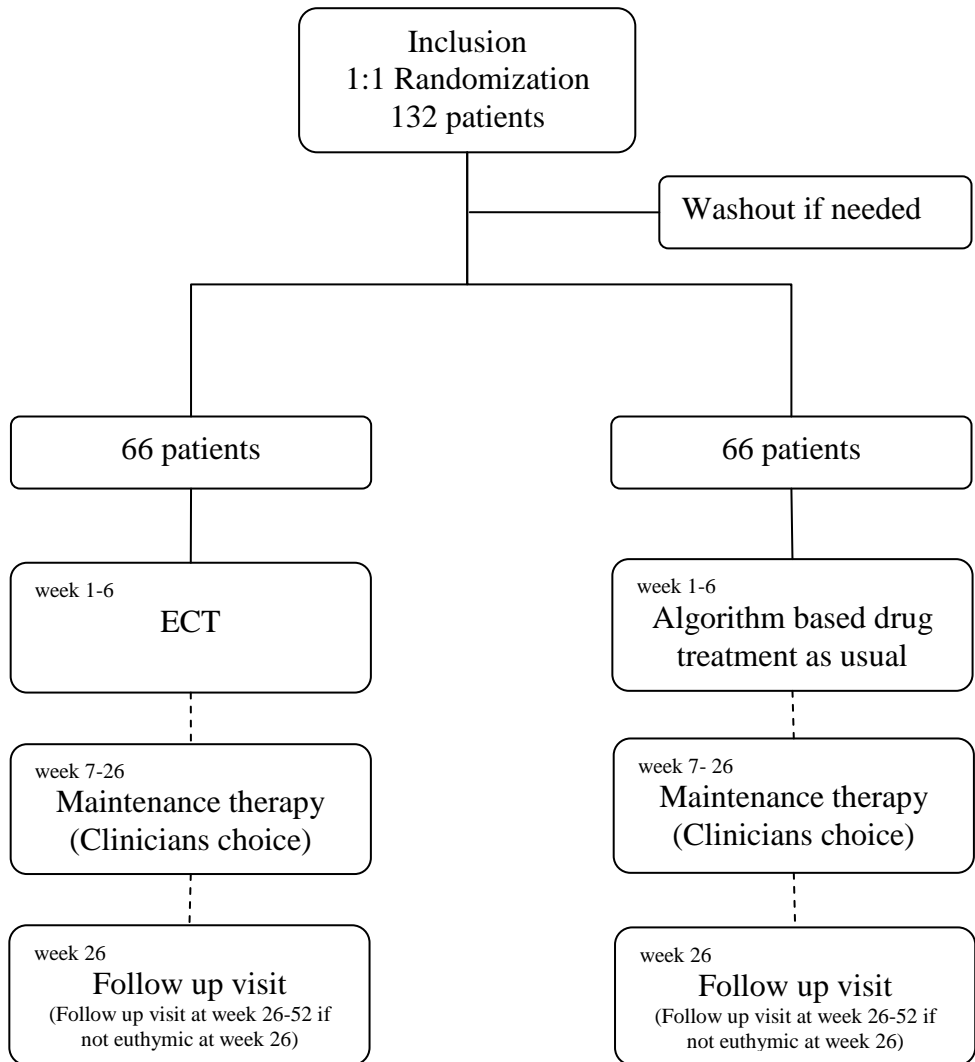 Inclusion
1:1 Randomization
132 patients
Washout if needed
66 patients
66 patients
week 1-6
ECT
week 1-6
Algorithm based drug
treatment as usual
week 7-26
Maintenance therapy
(Clinicians choice)
week 7- 26
Maintenance therapy
(Clinicians choice)
week 26
Follow up visit
(Follow up visit at week 26-52 if
not euthymic at week 26)
week 26
Follow up visit
(Follow up visit at week 26-52 if
not euthymic at week 26)